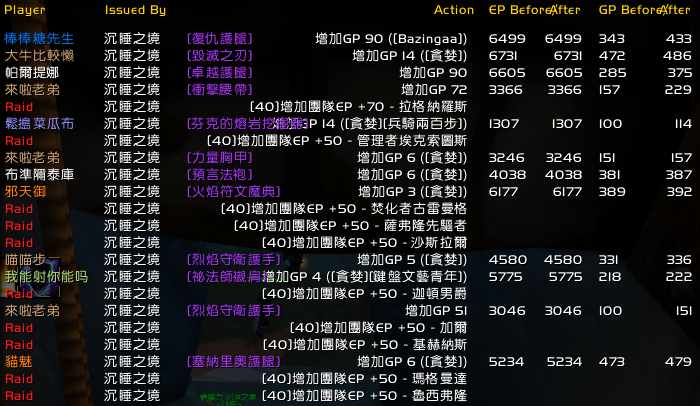 Player Issued By Action EP Before After GP Before After
棒棒糖先生 沉睡之境 [復仇護腿] 增加GP 90 ([Bazingaa]) 6499 6499 343 433
大牛比較懶 沉睡之境 [毀滅之刃] 增加GP 14 ([貪婪]) 6731 6731 472 486
帕爾提娜 沉睡之境 [卓越護腿] 增加GP 90 6605 6605 285 375
來啦老弟 沉睡之境 [衝擊腰帶] 增加GP 72 3366 3366 157 229
Raid 沉睡之境 [40]增加團隊EP +70 - 拉格納羅斯
鬆搗菜瓜布 沉睡之境 [芬克的熔岩挖掘器]增加GP 14 ([貪婪][兵騎兩百步]) 1307 1307 100 114
Raid 沉睡之境 [40]增加團隊EP +50 - 管理者埃克索圖斯
來啦老弟 沉睡之境 [力量胸甲] 增加GP 6 ([貪婪]) 3246 3246 151 157
布準爾泰庫 沉睡之境 [預言法袍] 增加GP 6 ([貪婪]) 4038 4038 381 387
邪天御 沉睡之境 [火焰符文魔典] 增加GP 3 ([貪婪]) 6177 6177 389 392
Raid 沉睡之境 [40]增加團隊EP +50 - 焚化者古雷曼格
Raid 沉睡之境 [40]增加團隊EP +50 - 薩弗隆先驅者
Raid 沉睡之境 [40]增加團隊EP +50 - 沙斯拉爾
喵喵步 沉睡之境 [烈焰守衛護手] 增加GP 5 ([貪婪]) 4580 4580 331 336
我能射你能吗 沉睡之境 [祕法師襯肩]增加GP 4 ([貪婪][鍵盤文藝青年]) 5775 5775 218 222
Raid 沉睡之境 [40]增加團隊EP +50 - 迦頓男爵
來啦老弟 沉睡之境 [烈焰守衛護手] 增加GP 51 3046 3046 100 151
Raid 沉睡之境 [40]增加團隊EP +50 - 加爾
Raid 沉睡之境 [40]增加團隊EP +50 - 基赫納斯
貓魅 沉睡之境 [塞納里奧護腿] 增加GP 6 ([貪婪]) 5234 5234 473 479
Raid 沉睡之境 [40]增加團隊EP +50 - 瑪格曼達
Raid 沉睡之境 [40]增加團隊EP +50 - 魯西弗隆